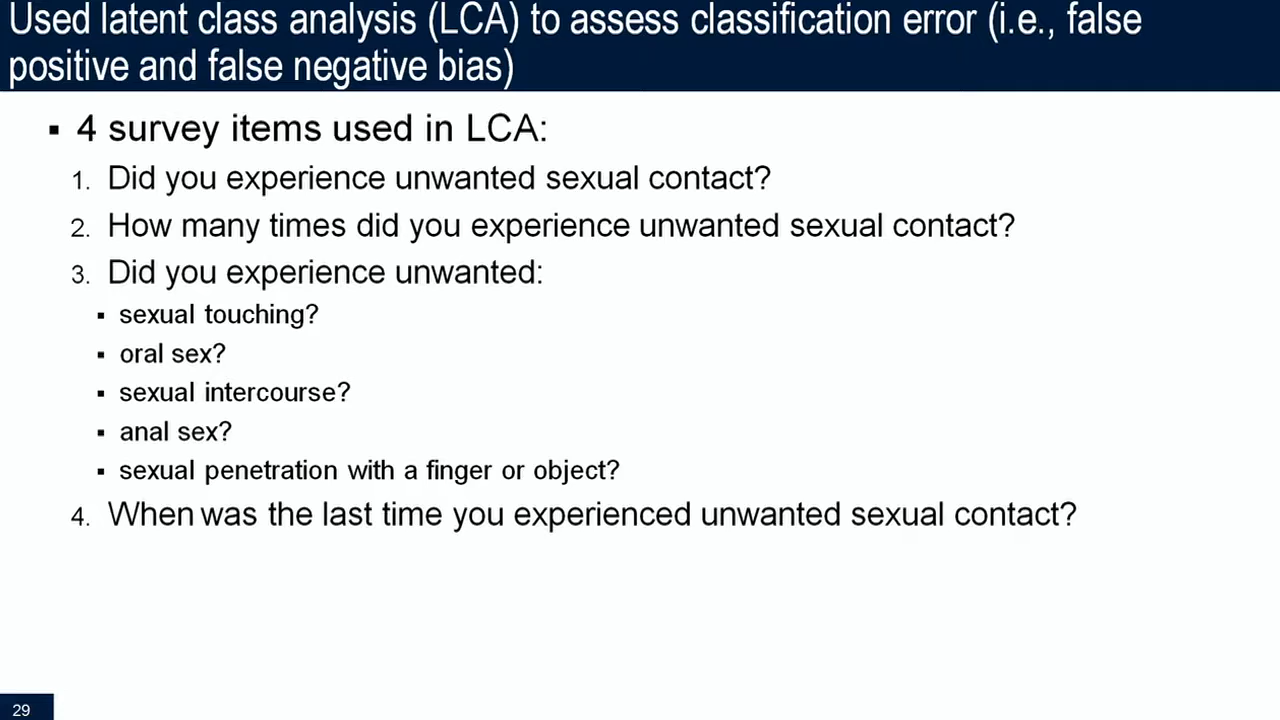 Used latent class analysis (LCA) to assess classification error (i.e., false
positive and false negative bias)
▪ 4 survey items used in LCA:
1. Did you experience unwanted sexual contact?
2. How many times did you experience unwanted sexual contact?
3. Did you experience unwanted:
▪ sexual touching?
▪ oral sex?
▪ sexual intercourse?
▪ anal sex?
▪ sexual penetration with a finger or object?
4. When was the last time you experienced unwanted sexual contact?
29